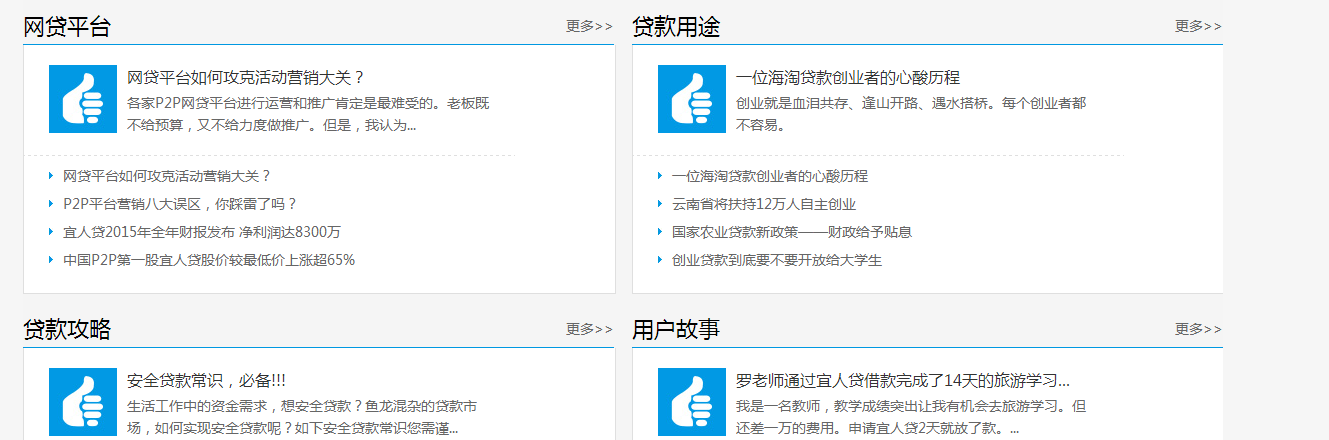 网贷平台 更多>>
网贷平台如何攻克活动营销大关？
各家P2P网贷平台进行运营和推广肯定是最难受的。老板既
不给预算，又不给力度做推广。但是，我认为...
网贷平台如何攻克活动营销大关？
P2P平台营销八大误区，你踩雷了吗？
宜人贷2015年全年财报发布 净利润达8300万
中国P2P第一股宜人贷股价较最低价上涨超65%
贷款用途 更多>>
一位海淘贷款创业者的心酸历程
创业就是血泪共存、逢山开路、遇水搭桥。每个创业者都
不容易。
一位海淘贷款创业者的心酸历程
云南省将扶持12万人自主创业
国家农业贷款新政策——财政给予贴息
创业贷款到底要不要开放给大学生
贷款攻略 更多>>
安全贷款常识，必备!!!
生活工作中的资金需求，想安全贷款？鱼龙混杂的贷款市
场，如何实现安全贷款呢？如下安全贷款常识您需谨...
用户故事 更多>>
罗老师通过宜人贷借款完成了14天的旅游学习...
我是一名教师，教学成绩突出让我有机会去旅游学习。但
还差一万的费用。申请宜人贷2天就放了款。...